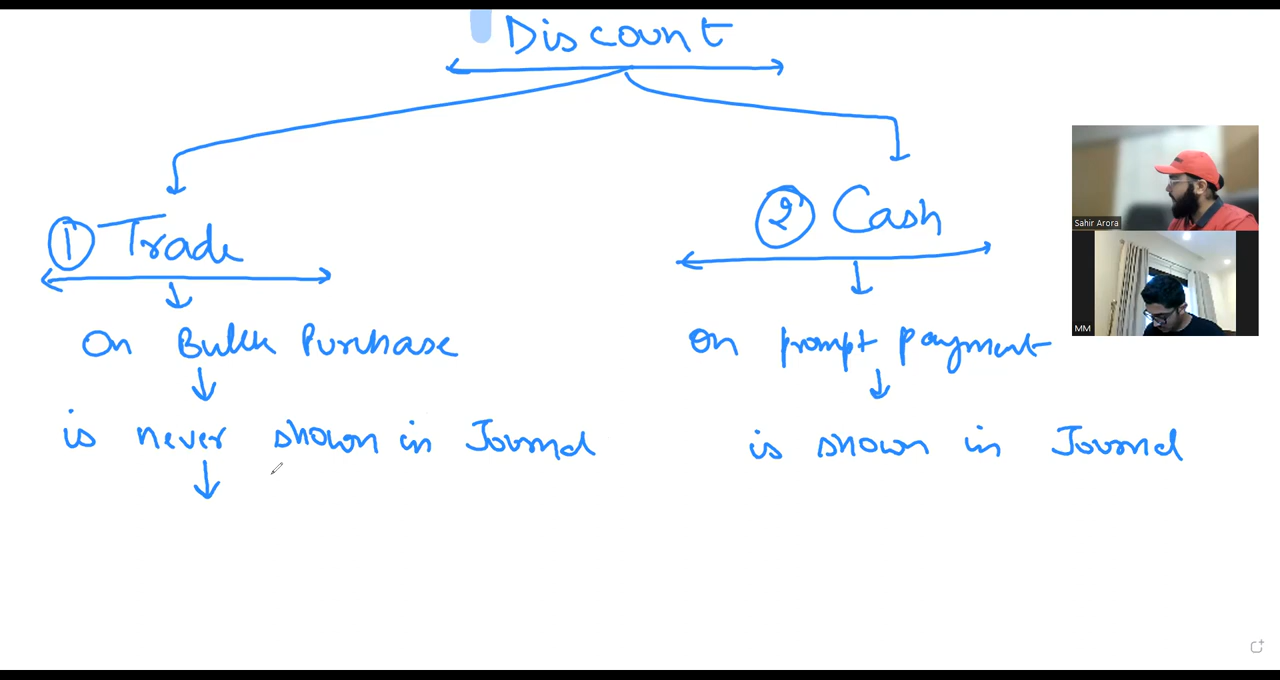 Discount
① Trade
② Cash
On Bulk Purchase
on prompt payment
is never shown in Journal
is shown in Journal
Sahir Arora
MM